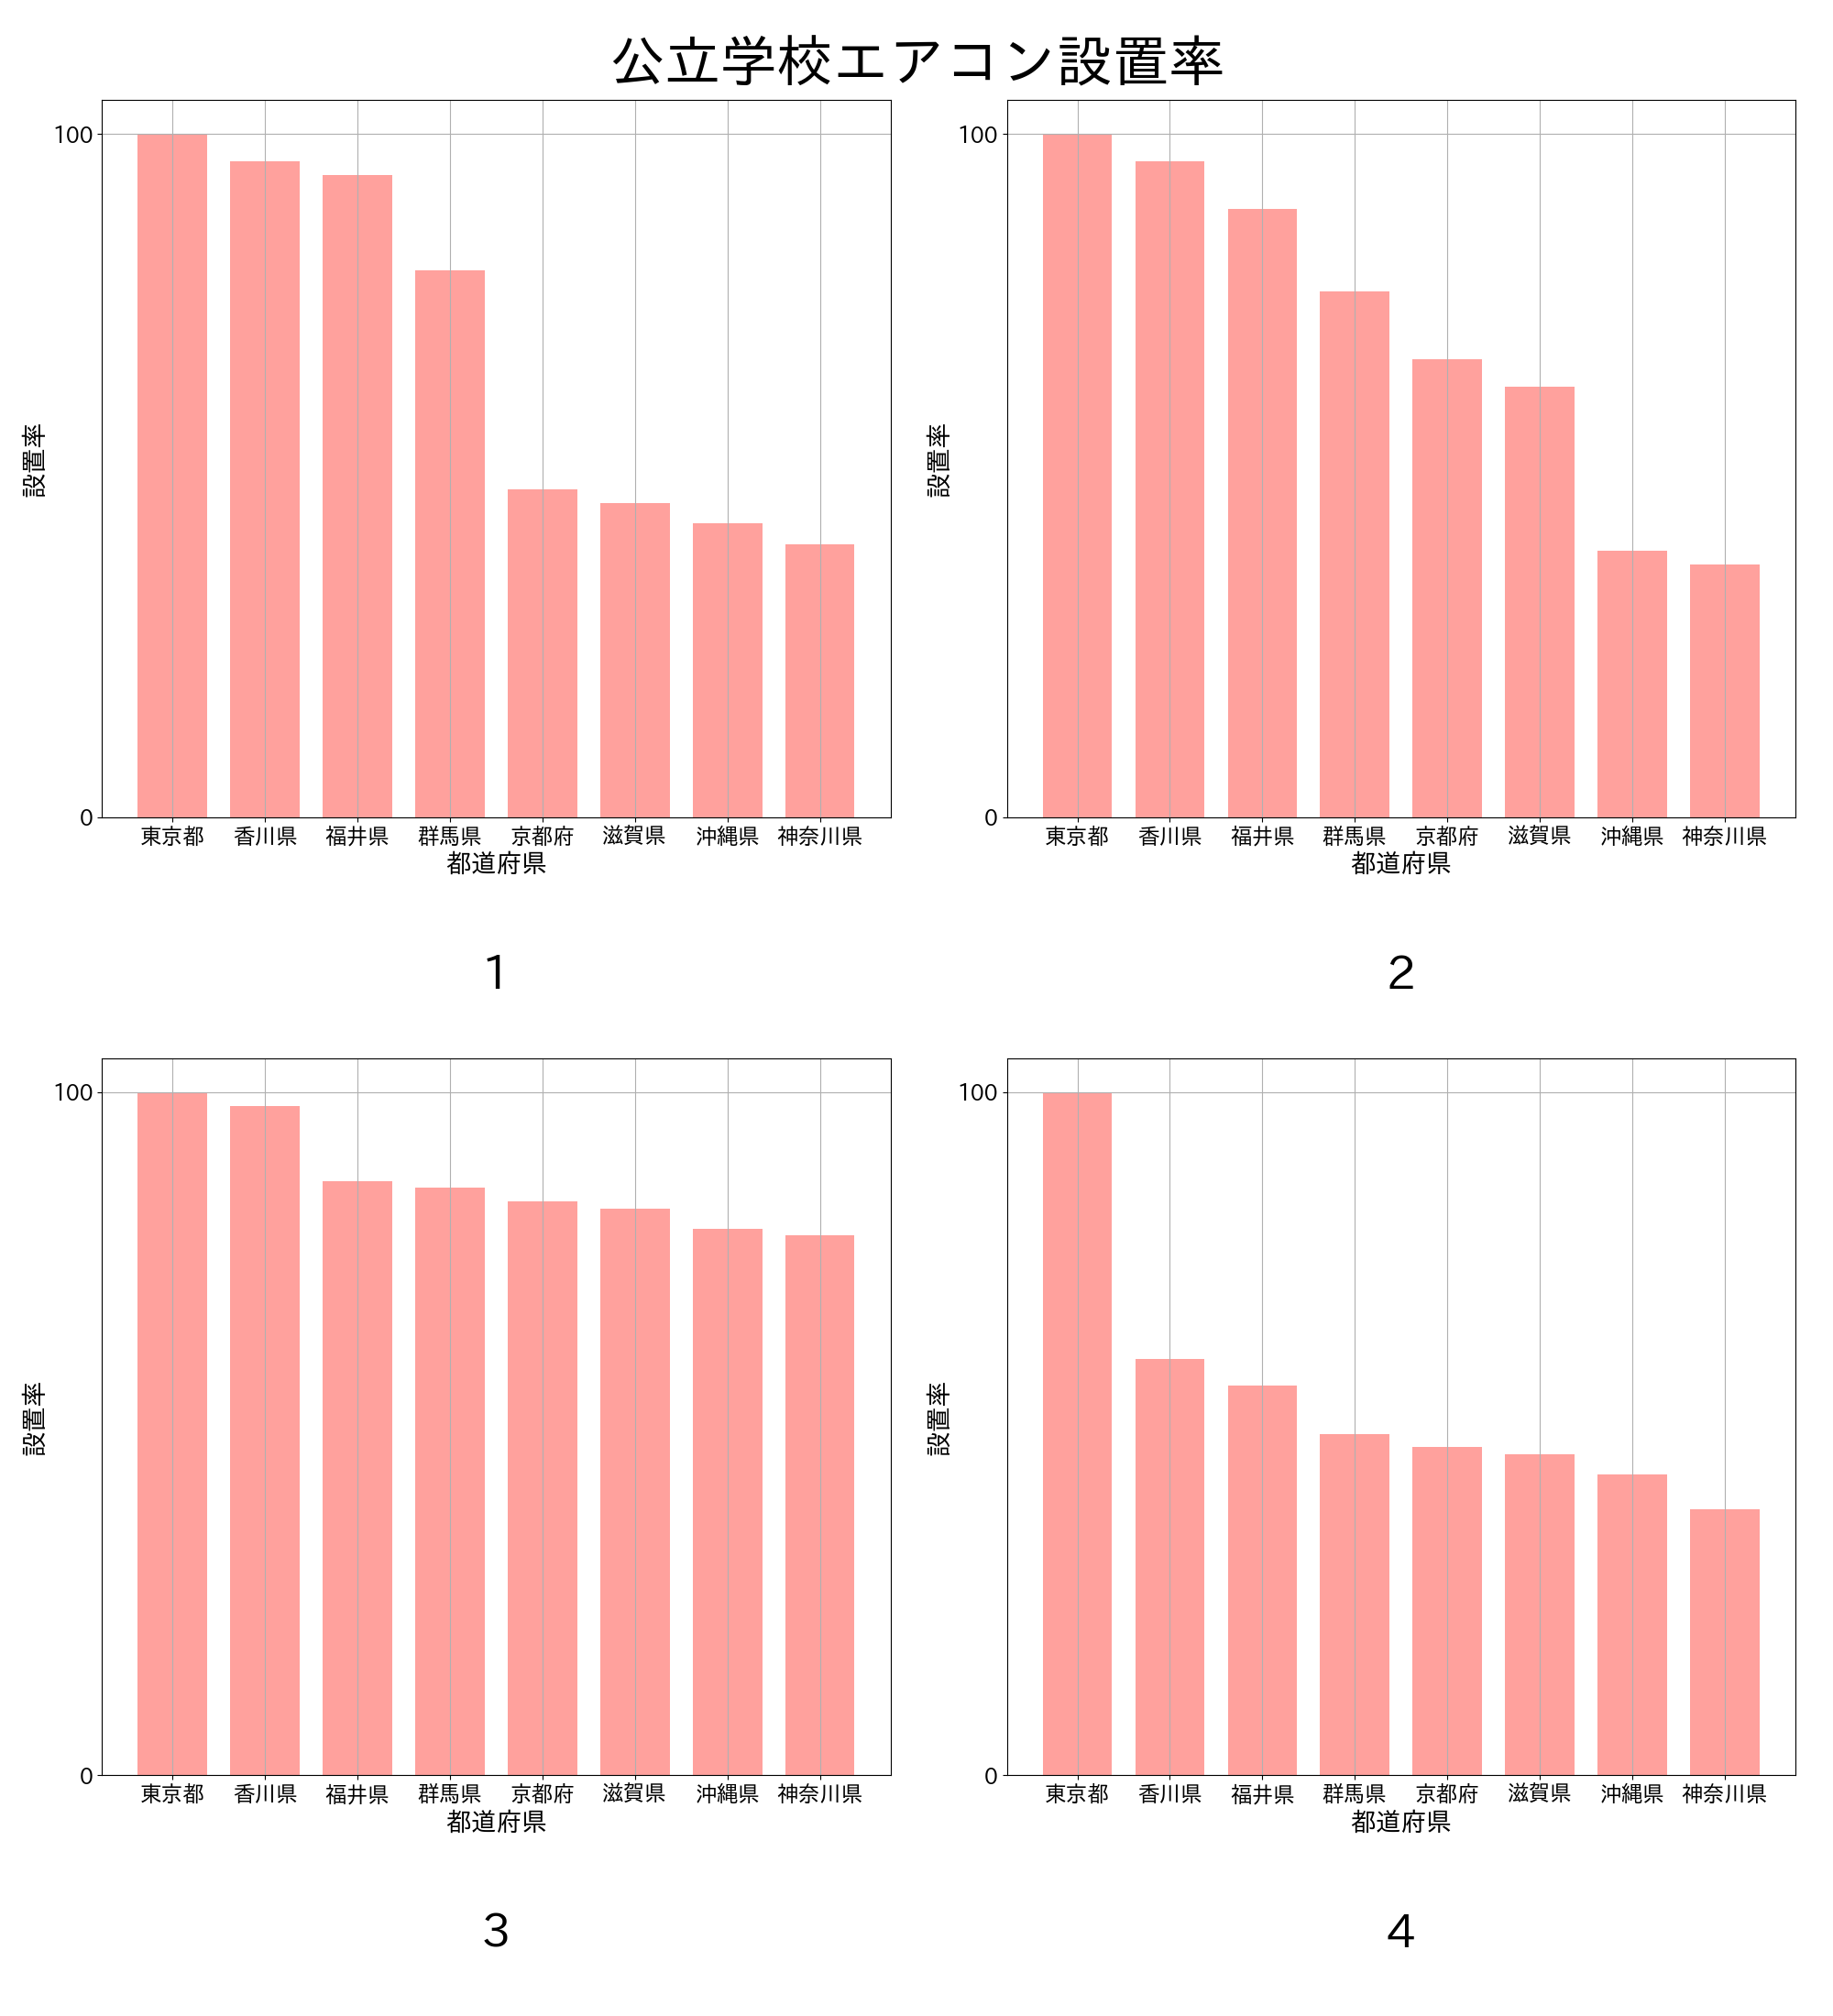 公立学校エアコン設置率
100
0
設置率
東京都 香川県 福井県 群馬県 京都府 滋賀県 沖縄県 神奈川県
都道府県
1
100
0
設置率
東京都 香川県 福井県 群馬県 京都府 滋賀県 沖縄県 神奈川県
都道府県
2
100
0
設置率
東京都 香川県 福井県 群馬県 京都府 滋賀県 沖縄県 神奈川県
都道府県
3
100
0
設置率
東京都 香川県 福井県 群馬県 京都府 滋賀県 沖縄県 神奈川県
都道府県
4